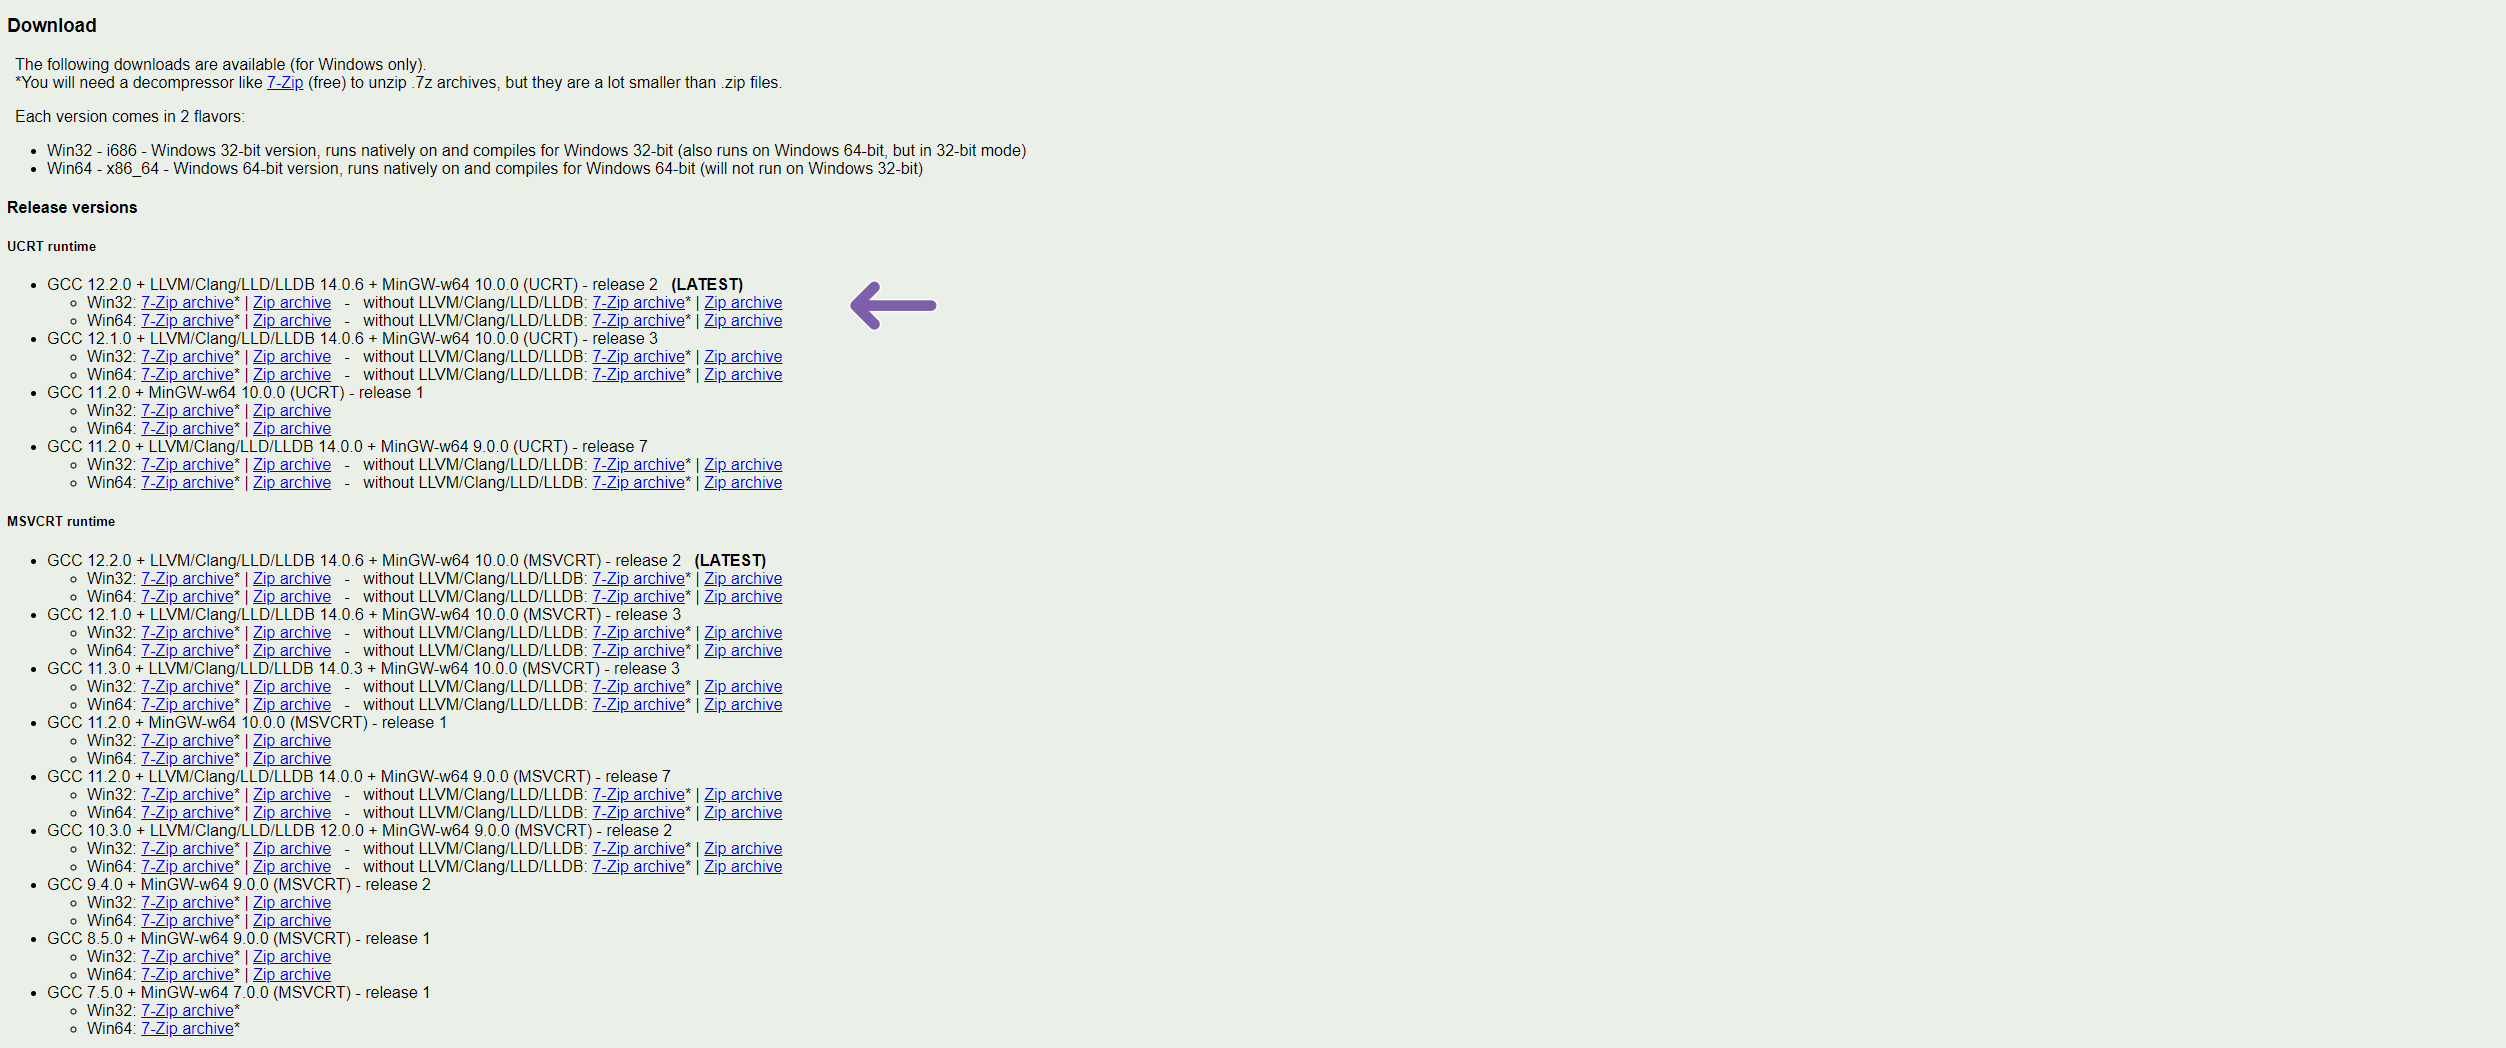 Download
The following downloads are available (for Windows only).
*You will need a decompressor like 7-Zip (free) to unzip .7z archives, but they are a lot smaller than .zip files.
Each version comes in 2 flavors:
• Win32 - i686 - Windows 32-bit version, runs natively on and compiles for Windows 32-bit (also runs on Windows 64-bit, but in 32-bit mode)
• Win64 - x86_64 - Windows 64-bit version, runs natively on and compiles for Windows 64-bit (will not run on Windows 32-bit)
Release versions
UCRT runtime
• GCC 12.2.0 + LLVM/Clang/LLD/LLDB 14.0.6 + MinGW-w64 10.0.0 (UCRT) - release 2 (LATEST)
◦ Win32: 7-Zip archive* | Zip archive - without LLVM/Clang/LLD/LLDB: 7-Zip archive* | Zip archive
◦ Win64: 7-Zip archive* | Zip archive - without LLVM/Clang/LLD/LLDB: 7-Zip archive* | Zip archive
• GCC 12.1.0 + LLVM/Clang/LLD/LLDB 14.0.6 + MinGW-w64 10.0.0 (UCRT) - release 3
◦ Win32: 7-Zip archive* | Zip archive - without LLVM/Clang/LLD/LLDB: 7-Zip archive* | Zip archive
◦ Win64: 7-Zip archive* | Zip archive - without LLVM/Clang/LLD/LLDB: 7-Zip archive* | Zip archive
• GCC 11.2.0 + MinGW-w64 10.0.0 (UCRT) - release 1
◦ Win32: 7-Zip archive* | Zip archive
◦ Win64: 7-Zip archive* | Zip archive
• GCC 11.2.0 + LLVM/Clang/LLD/LLDB 14.0.0 + MinGW-w64 9.0.0 (UCRT) - release 7
◦ Win32: 7-Zip archive* | Zip archive - without LLVM/Clang/LLD/LLDB: 7-Zip archive* | Zip archive
◦ Win64: 7-Zip archive* | Zip archive - without LLVM/Clang/LLD/LLDB: 7-Zip archive* | Zip archive
MSVCRT runtime
• GCC 12.2.0 + LLVM/Clang/LLD/LLDB 14.0.6 + MinGW-w64 10.0.0 (MSVCRT) - release 2 (LATEST)
◦ Win32: 7-Zip archive* | Zip archive - without LLVM/Clang/LLD/LLDB: 7-Zip archive* | Zip archive
◦ Win64: 7-Zip archive* | Zip archive - without LLVM/Clang/LLD/LLDB: 7-Zip archive* | Zip archive
• GCC 12.1.0 + LLVM/Clang/LLD/LLDB 14.0.6 + MinGW-w64 10.0.0 (MSVCRT) - release 3
◦ Win32: 7-Zip archive* | Zip archive - without LLVM/Clang/LLD/LLDB: 7-Zip archive* | Zip archive
◦ Win64: 7-Zip archive* | Zip archive - without LLVM/Clang/LLD/LLDB: 7-Zip archive* | Zip archive
• GCC 11.3.0 + LLVM/Clang/LLD/LLDB 14.0.3 + MinGW-w64 10.0.0 (MSVCRT) - release 3
◦ Win32: 7-Zip archive* | Zip archive - without LLVM/Clang/LLD/LLDB: 7-Zip archive* | Zip archive
◦ Win64: 7-Zip archive* | Zip archive - without LLVM/Clang/LLD/LLDB: 7-Zip archive* | Zip archive
• GCC 11.2.0 + MinGW-w64 10.0.0 (MSVCRT) - release 1
◦ Win32: 7-Zip archive* | Zip archive
◦ Win64: 7-Zip archive* | Zip archive
• GCC 11.2.0 + LLVM/Clang/LLD/LLDB 14.0.0 + MinGW-w64 9.0.0 (MSVCRT) - release 7
◦ Win32: 7-Zip archive* | Zip archive - without LLVM/Clang/LLD/LLDB: 7-Zip archive* | Zip archive
◦ Win64: 7-Zip archive* | Zip archive - without LLVM/Clang/LLD/LLDB: 7-Zip archive* | Zip archive
• GCC 10.3.0 + LLVM/Clang/LLD/LLDB 12.0.0 + MinGW-w64 9.0.0 (MSVCRT) - release 2
◦ Win32: 7-Zip archive* | Zip archive - without LLVM/Clang/LLD/LLDB: 7-Zip archive* | Zip archive
◦ Win64: 7-Zip archive* | Zip archive - without LLVM/Clang/LLD/LLDB: 7-Zip archive* | Zip archive
• GCC 9.4.0 + MinGW-w64 9.0.0 (MSVCRT) - release 2
◦ Win32: 7-Zip archive* | Zip archive
◦ Win64: 7-Zip archive* | Zip archive
• GCC 8.5.0 + MinGW-w64 9.0.0 (MSVCRT) - release 1
◦ Win32: 7-Zip archive* | Zip archive
◦ Win64: 7-Zip archive* | Zip archive
• GCC 7.5.0 + MinGW-w64 7.0.0 (MSVCRT) - release 1
◦ Win32: 7-Zip archive*
◦ Win64: 7-Zip archive*